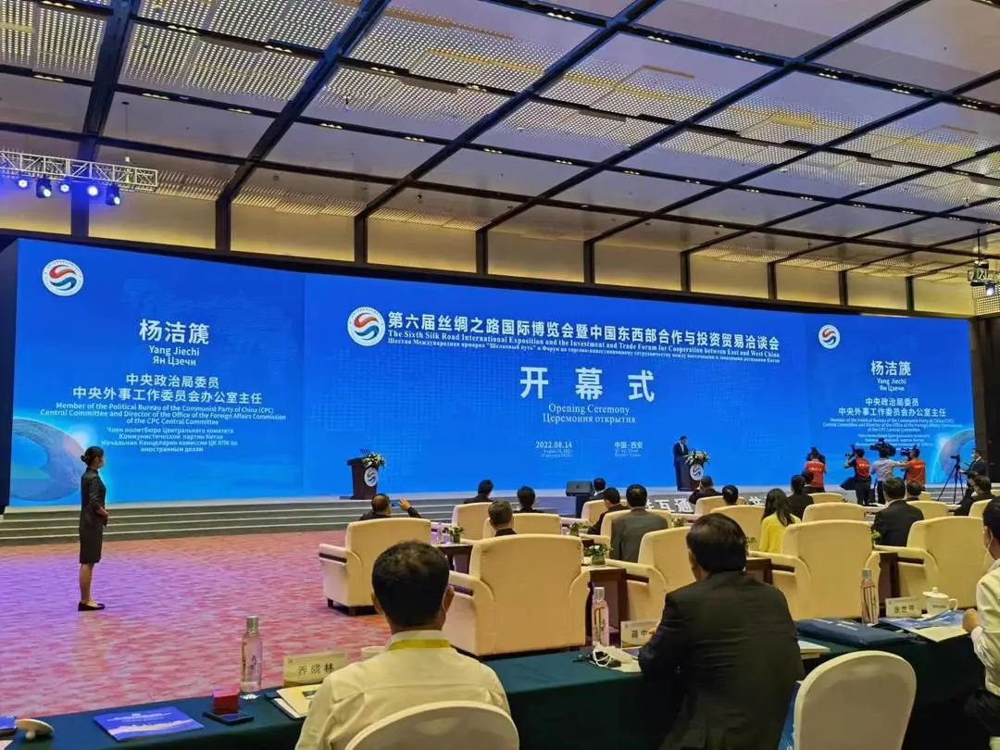 杨洁篪
Yang Jiechi
Ян Цзечи
中央政治局委员
中央外事工作委员会办公室主任
Member of the Political Bureau of the Communist Party of China (CPC)
Central Committee and Director of the Office of the Foreign Affairs Commission
of the CPC Central Committee
Член политбюро Центрального комитета
Коммунистической партии Китая
Начальник Канцелярии комиссии ЦК КПК по
иностранным делам
第六届丝绸之路国际博览会暨中国东西部合作与投资贸易洽谈会
The Sixth Silk Road International Exposition and the Investment and Trade Forum for Cooperation between East and West China
Шестая Международная ярмарка "Шелковый путь" и Форум по торгово-инвестиционному сотрудничеству между восточными и западными регионами Китая
开幕式
Opening Ceremony
Церемония открытия
2022.08.14
中国·西安
杨洁篪
Yang Jiechi
Ян Цзечи
中央政治局委员
中央外事工作委员会办公室主任
Member of the Political Bureau of the Communist Party of China (CPC)
Central Committee and Director of the Office of the Foreign Affairs Commission
of the CPC Central Committee
互通
乔晓林
蒋中
张世坤